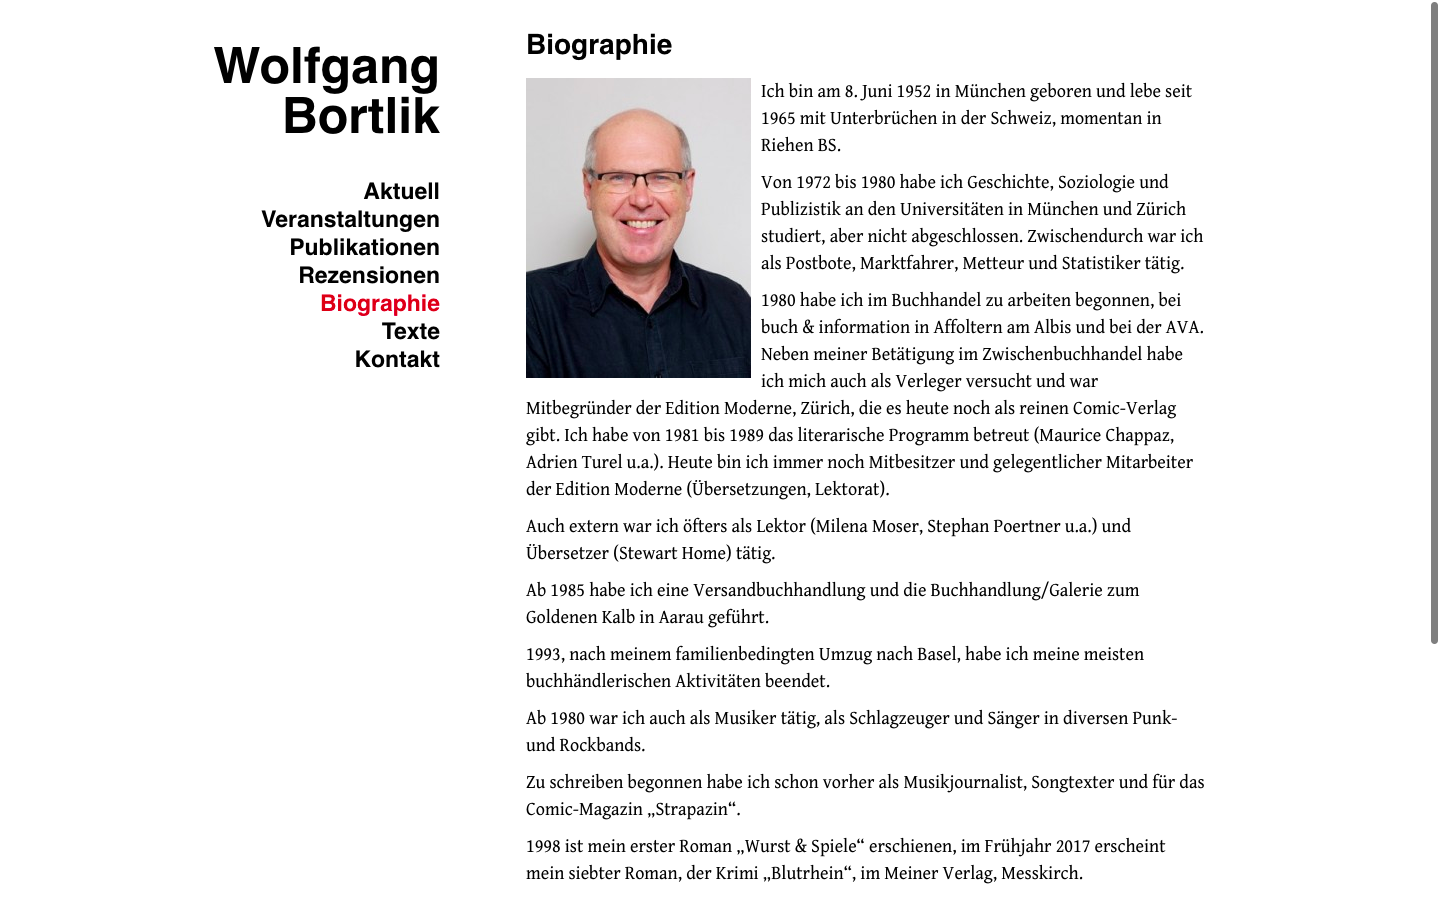 Wolfgang
Bortlik
Aktuell
Veranstaltungen
Publikationen
Rezensionen
Biographie
Texte
Kontakt
Biographie
Ich bin am 8. Juni 1952 in München geboren und lebe seit
1965 mit Unterbrüchen in der Schweiz, momentan in
Riehen BS.
Von 1972 bis 1980 habe ich Geschichte, Soziologie und
Publizistik an den Universitäten in München und Zürich
studiert, aber nicht abgeschlossen. Zwischendurch war ich
als Postbote, Marktfahrer, Metteur und Statistiker tätig.
1980 habe ich im Buchhandel zu arbeiten begonnen, bei
buch & information in Affoltern am Albis und bei der AVA.
Neben meiner Betätigung im Zwischenbuchhandel habe
ich mich auch als Verleger versucht und war
Mitbegründer der Edition Moderne, Zürich, die es heute noch als reinen Comic-Verlag
gibt. Ich habe von 1981 bis 1989 das literarische Programm betreut (Maurice Chappaz,
Adrien Turel u.a.). Heute bin ich immer noch Mitbesitzer und gelegentlicher Mitarbeiter
der Edition Moderne (Übersetzungen, Lektorat).
Auch extern war ich öfters als Lektor (Milena Moser, Stephan Poertner u.a.) und
Übersetzer (Stewart Home) tätig.
Ab 1985 habe ich eine Versandbuchhandlung und die Buchhandlung/Galerie zum
Goldenen Kalb in Aarau geführt.
1993, nach meinem familienbedingten Umzug nach Basel, habe ich meine meisten
buchhändlerischen Aktivitäten beendet.
Ab 1980 war ich auch als Musiker tätig, als Schlagzeuger und Sänger in diversen Punk-
und Rockbands.
Zu schreiben begonnen habe ich schon vorher als Musikjournalist, Songtexter und für das
Comic-Magazin „Strapazin“.
1998 ist mein erster Roman „Wurst & Spiele“ erschienen, im Frühjahr 2017 erscheint
mein siebter Roman, der Krimi „Blutrhein“, im Meiner Verlag, Messkirch.